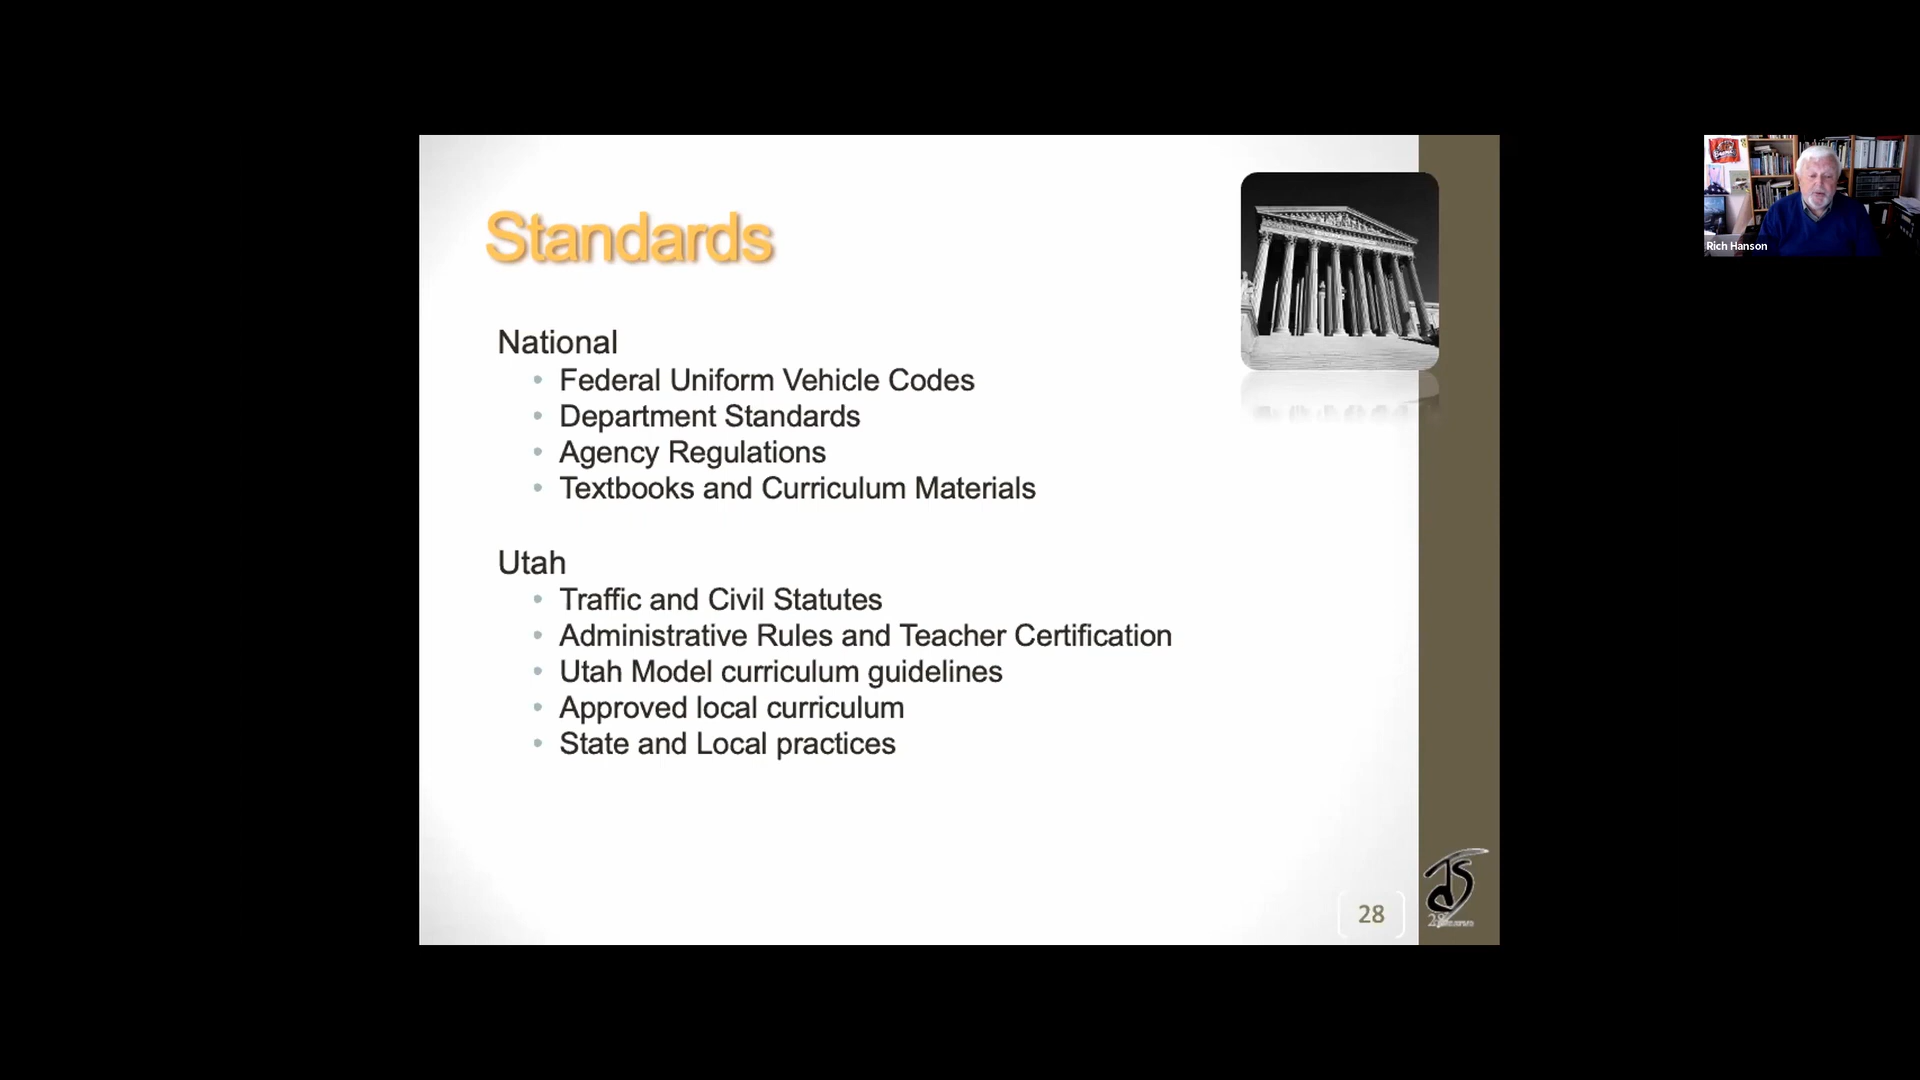 Standards
National
• Federal Uniform Vehicle Codes
• Department Standards
• Agency Regulations
• Textbooks and Curriculum Materials
Utah
• Traffic and Civil Statutes
• Administrative Rules and Teacher Certification
• Utah Model curriculum guidelines
• Approved local curriculum
• State and Local practices
28
28
Rich Hanson